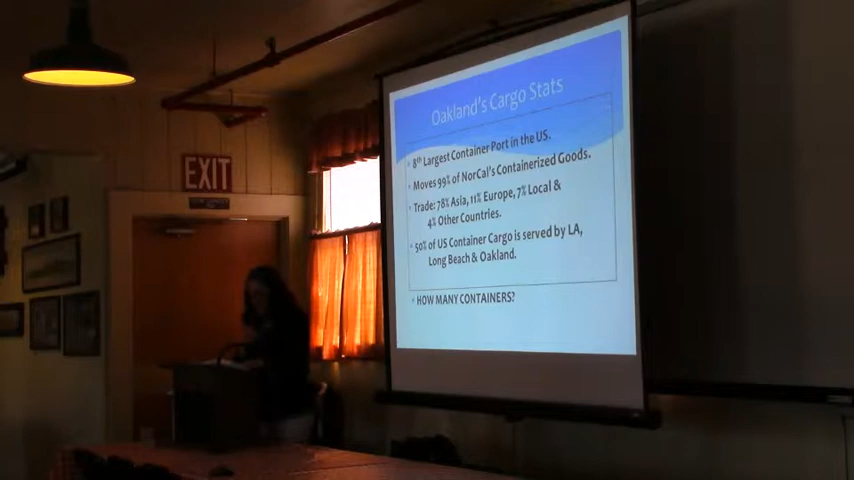 EXIT
Oakland's Cargo Stats
• 8th Largest Container Port in the US.
• Moves 99% of NorCal's Containerized Goods.
• Trade: 78% Asia, 11% Europe, 7% Local &
4% Other Countries.
• 50% of US Container Cargo is served by LA,
Long Beach & Oakland.
• HOW MANY CONTAINERS?